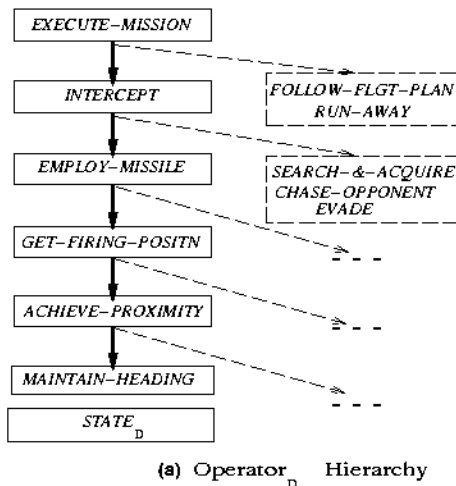 EXECUTE–MISSION
FOLLOW–FLGT–PLAN
RUN–AWAY
INTERCEPT
EMPLOY–MISSILE
SEARCH–&–ACQUIRE
CHASE–OPPONENT
EVADE
GET–FIRING–POSITN
ACHIEVE–PROXIMITY
MAINTAIN–HEADING
STATE D
(a) Operator D Hierarchy